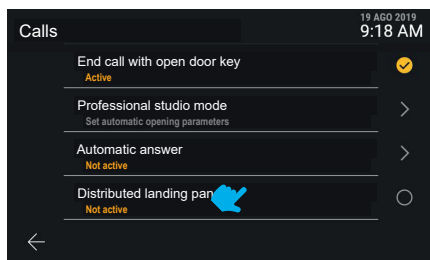 19 AGO 2019
Calls
9:18 AM
End call with open door key
Active
Professional studio mode
Set automatic opening parameters
Automatic answer
Not active
Distributed landing
Not active